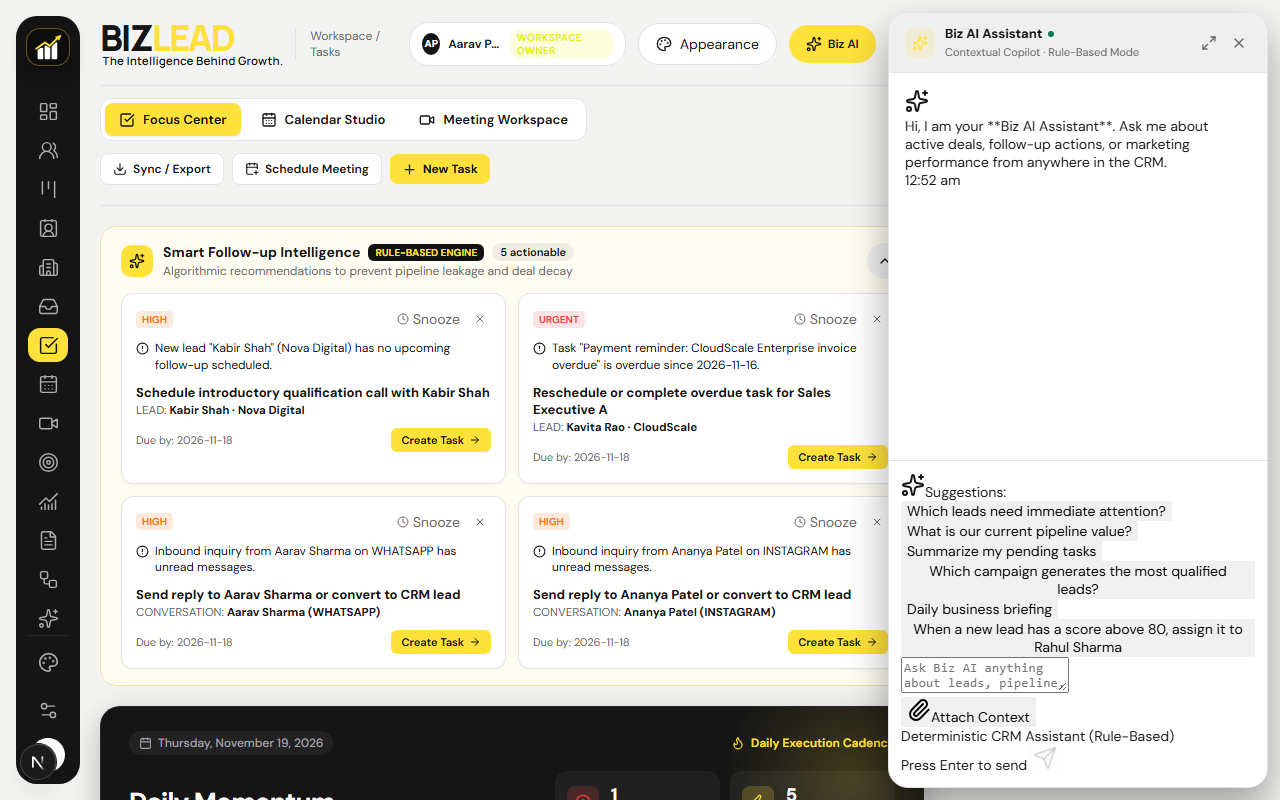 BIZLEAD
The Intelligence Behind Growth.
Workspace /
Tasks
AP
Aarav P...
WORKSPACE
OWNER
Appearance
Biz AI
Focus Center
Calendar Studio
Meeting Workspace
Sync / Export
Schedule Meeting
New Task
Smart Follow-up Intelligence
RULE-BASED ENGINE
5 actionable
Algorithmic recommendations to prevent pipeline leakage and deal decay
HIGH
Snooze
New lead "Kabir Shah" (Nova Digital) has no upcoming
follow-up scheduled.
Schedule introductory qualification call with Kabir Shah
LEAD: Kabir Shah · Nova Digital
Due by: 2026-11-18
Create Task
URGENT
Snooze
Task "Payment reminder: CloudScale Enterprise invoice
overdue" is overdue since 2026-11-16.
Reschedule or complete overdue task for Sales
Executive A
LEAD: Kavita Rao · CloudScale
Due by: 2026-11-18
Create Task
HIGH
Snooze
Inbound inquiry from Aarav Sharma on WHATSAPP has
unread messages.
Send reply to Aarav Sharma or convert to CRM lead
CONVERSATION: Aarav Sharma (WHATSAPP)
Due by: 2026-11-18
Create Task
HIGH
Snooze
Inbound inquiry from Ananya Patel on INSTAGRAM has
unread messages.
Send reply to Ananya Patel or convert to CRM lead
CONVERSATION: Ananya Patel (INSTAGRAM)
Due by: 2026-11-18
Create Task
Thursday, November 19, 2026
Daily Execution Cadenc
Daily Momentum
1
5
N
Biz AI Assistant
Contextual Copilot · Rule-Based Mode
Hi, I am your **Biz AI Assistant**. Ask me about
active deals, follow-up actions, or marketing
performance from anywhere in the CRM.
12:52 am
Suggestions:
Which leads need immediate attention?
What is our current pipeline value?
Summarize my pending tasks
Which campaign generates the most qualified
leads?
Daily business briefing
When a new lead has a score above 80, assign it to
Rahul Sharma
Ask Biz AI anything
about leads, pipeline,
Attach Context
Deterministic CRM Assistant (Rule-Based)
Press Enter to send